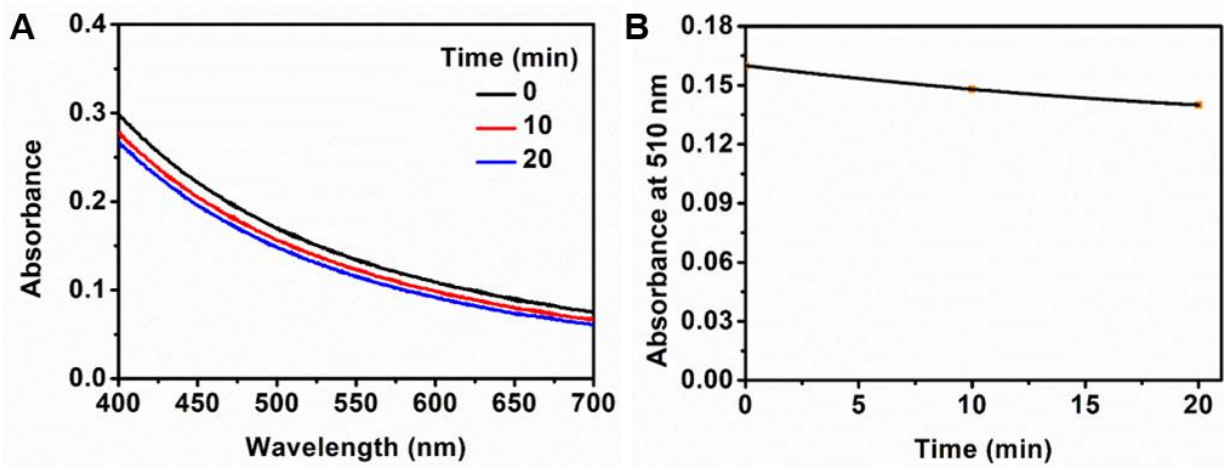 A
0.4
0.3
0.2
0.1
0.0
Absorbance
Time (min)
0
10
20
400 450 500 550 600 650 700
Wavelength (nm)
B
0.18
0.15
0.12
0.09
0.06
0.03
0.00
Absorbance at 510 nm
0 5 10 15 20
Time (min)